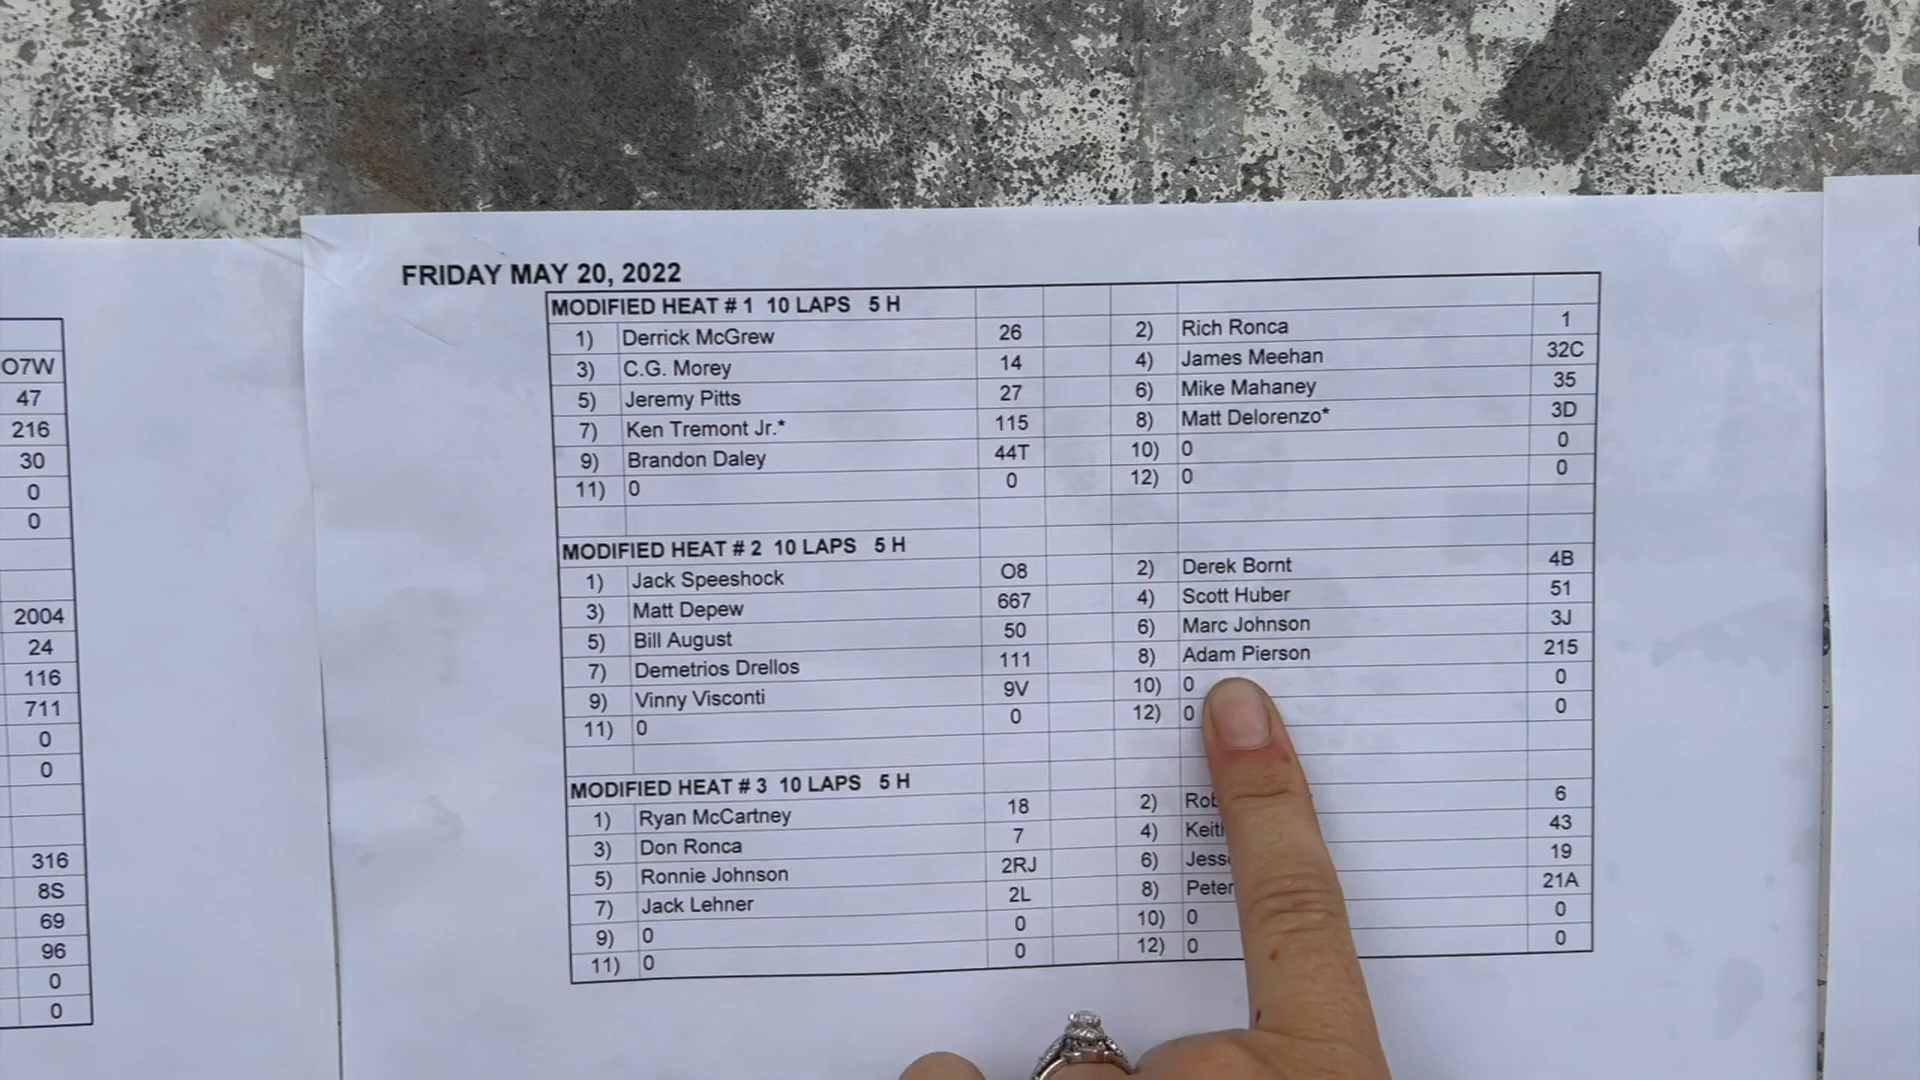 O7W
47
216
30
0
0
2004
24
116
711
0
0
316
8S
69
96
0
0
FRIDAY MAY 20, 2022
MODIFIED HEAT # 1 10 LAPS 5 H
1) Derrick McGrew 26 2) Rich Ronca 1
3) C.G. Morey 14 4) James Meehan 32C
5) Jeremy Pitts 27 6) Mike Mahaney 35
7) Ken Tremont Jr.* 115 8) Matt Delorenzo* 3D
9) Brandon Daley 44T 10) 0 0
11) 0 0 12) 0 0
MODIFIED HEAT # 2 10 LAPS 5 H
1) Jack Speeshock O8 2) Derek Bornt 4B
3) Matt Depew 667 4) Scott Huber 51
5) Bill August 50 6) Marc Johnson 3J
7) Demetrios Drellos 111 8) Adam Pierson 215
9) Vinny Visconti 9V 10) 0 0
11) 0 0 12) 0 0
MODIFIED HEAT # 3 10 LAPS 5 H
1) Ryan McCartney 18 2) 6
3) Don Ronca 7 4) Keith 43
5) Ronnie Johnson 2RJ 6) 19
7) Jack Lehner 2L 8) Peter 21A
9) 0 0 10) 0 0
11) 0 0 12) 0 0